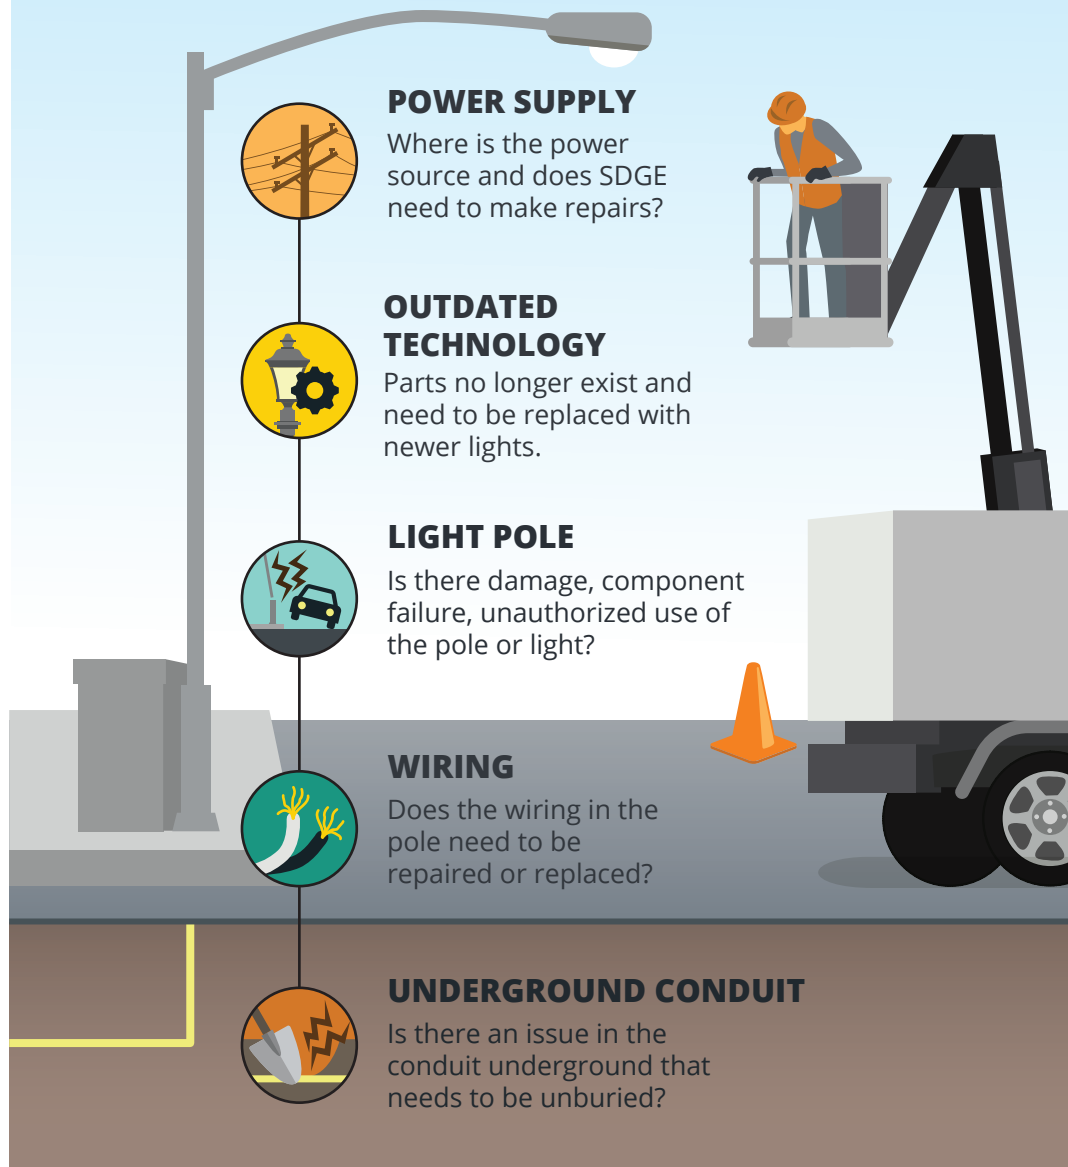 POWER SUPPLY
Where is the power
source and does SDGE
need to make repairs?
OUTDATED
TECHNOLOGY
Parts no longer exist and
need to be replaced with
newer lights.
LIGHT POLE
Is there damage, component
failure, unauthorized use of
the pole or light?
WIRING
Does the wiring in the
pole need to be
repaired or replaced?
UNDERGROUND CONDUIT
Is there an issue in the
conduit underground that
needs to be unburied?